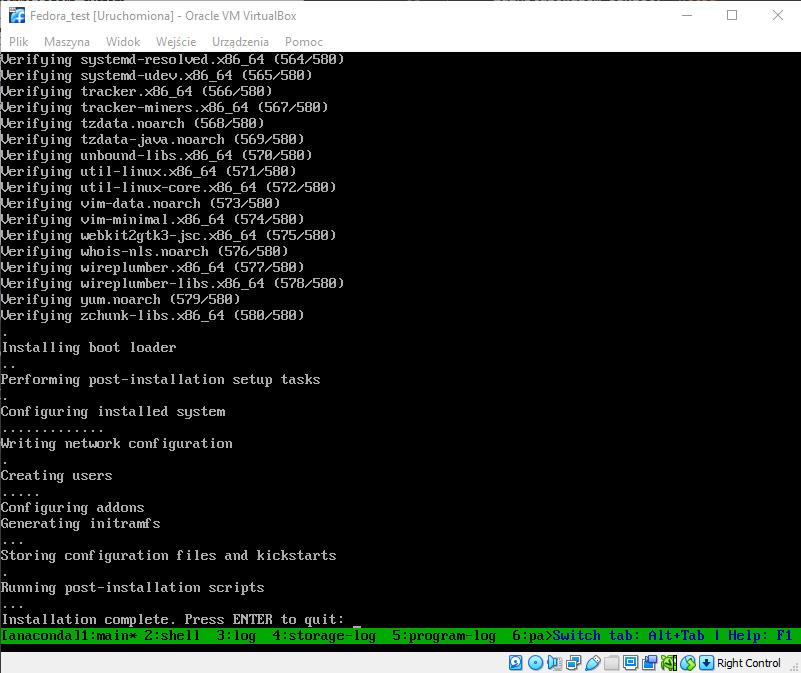 Fedora_test [Uruchomiona] - Oracle VM VirtualBox
Plik Maszyna Widok Wejście Urządzenia Pomoc
Verifying systemd-resolved.x86_64 (564/580)
Verifying systemd-udev.x86_64 (565/580)
Verifying tracker.x86_64 (566/580)
Verifying tracker-miners.x86_64 (567/580)
Verifying tzdata.noarch (568/580)
Verifying tzdata-java.noarch (569/580)
Verifying unbound-libs.x86_64 (570/580)
Verifying util-linux.x86_64 (571/580)
Verifying util-linux-core.x86_64 (572/580)
Verifying vim-data.noarch (573/580)
Verifying vim-minimal.x86_64 (574/580)
Verifying webkit2gtk3-jsc.x86_64 (575/580)
Verifying whois-nls.noarch (576/580)
Verifying wireplumber.x86_64 (577/580)
Verifying wireplumber-libs.x86_64 (578/580)
Verifying yum.noarch (579/580)
Verifying zchunk-libs.x86_64 (580/580)
.
Installing boot loader
..
Performing post-installation setup tasks
.
Configuring installed system
.............
Writing network configuration
.
Creating users
.....
Configuring addons
Generating initramfs
...
Storing configuration files and kickstarts
.
Running post-installation scripts
...
Installation complete. Press ENTER to quit: _
[anaconda]1:main* 2:shell 3:log 4:storage-log 5:program-log 6:pa>Switch tab: Alt+Tab | Help: F1
Right Control